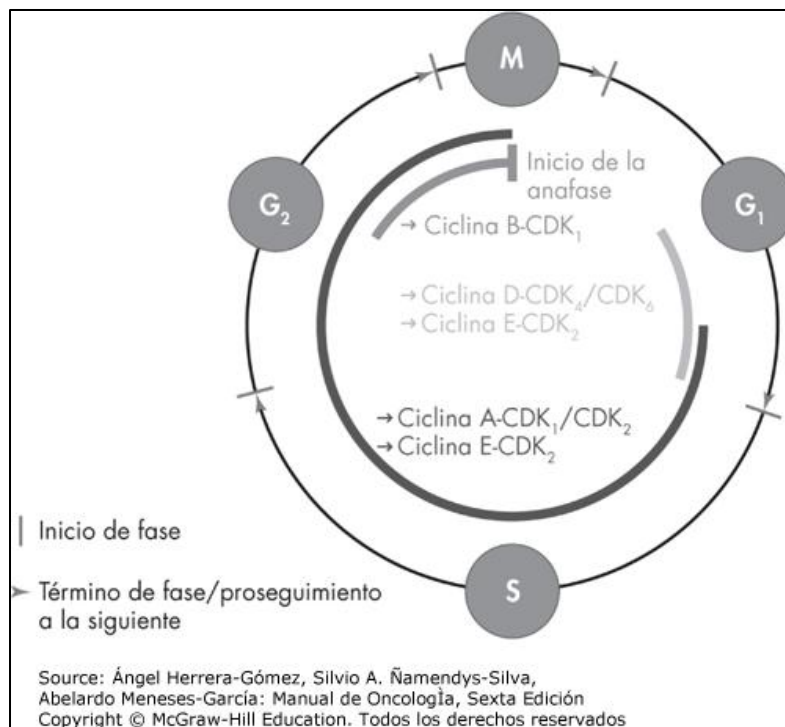 M
G₂
G₁
Inicio de la
anafase
→ Ciclina B-CDK₁
→ Ciclina D-CDK₄/CDK₆
→ Ciclina E-CDK₂
→ Ciclina A-CDK₁/CDK₂
→ Ciclina E-CDK₂
S
Inicio de fase
Término de fase/proseguimiento
a la siguiente
Source: Ángel Herrera-Gómez, Silvio A. Ñamendys-Silva,
Abelardo Meneses-García: Manual de OncologÌa, Sexta Edición
Copyright © McGraw-Hill Education. Todos los derechos reservados